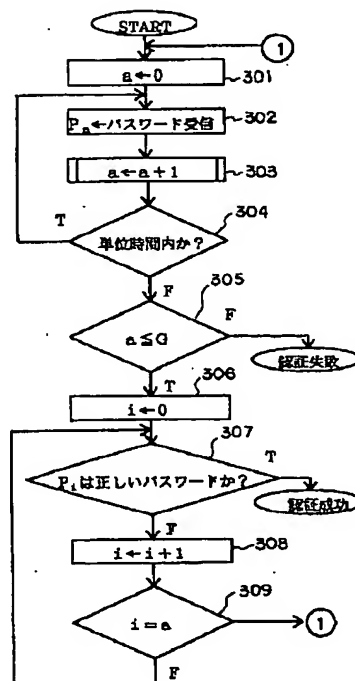 START
1
a←0
301
Pa←パスワード受信
302
a←a+1
303
304
T
単位時間内か？
F
305
F
a≦G
認証失敗
T
306
i←0
307
T
Piは正しいパスワードか？
認証成功
F
i←i+1
308
309
i=a
1
F